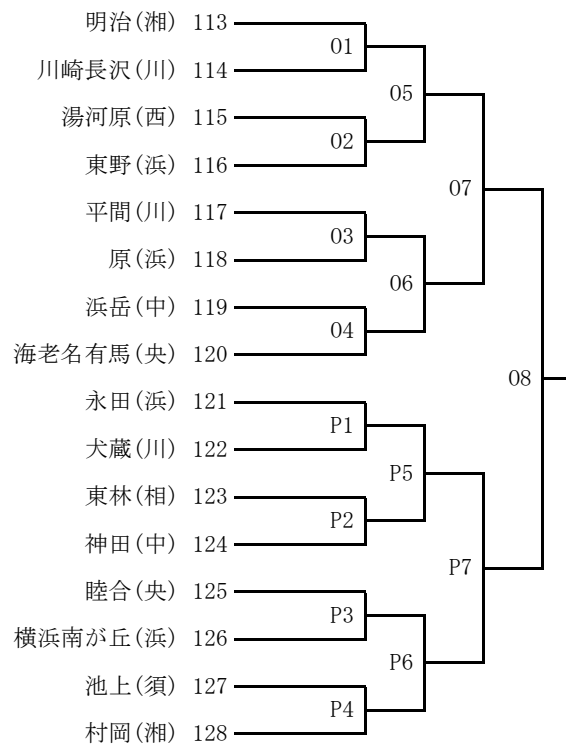 明治(湘) 113
O1
川崎長沢(川) 114
O5
湯河原(西) 115
O2
東野(浜) 116
O7
平間(川) 117
O3
原(浜) 118
O6
浜岳(中) 119
O4
海老名有馬(央) 120
O8
永田(浜) 121
P1
犬蔵(川) 122
P5
東林(相) 123
P2
神田(中) 124
P7
睦合(央) 125
P3
横浜南が丘(浜) 126
P6
池上(須) 127
P4
村岡(湘) 128